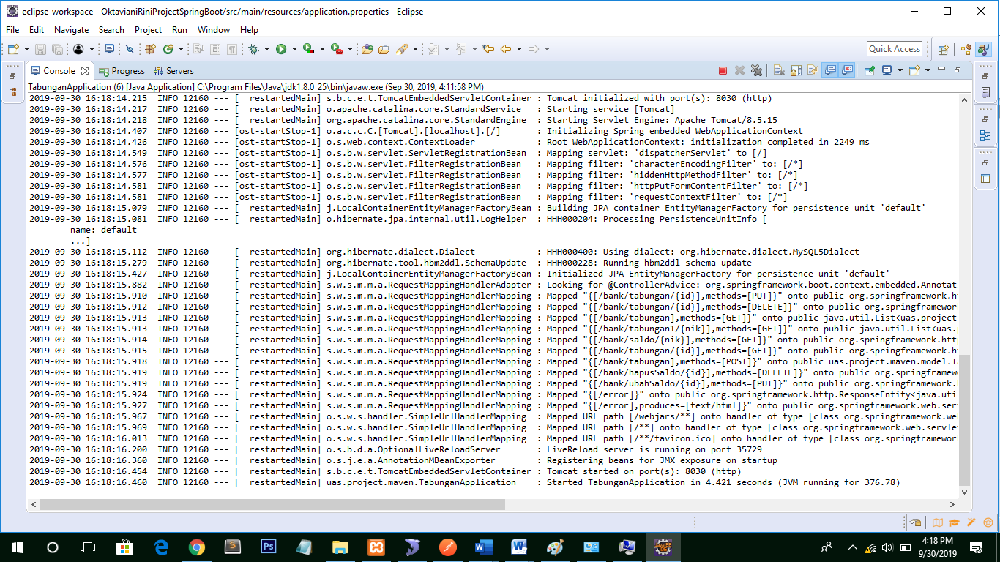 eclipse-workspace - OktavianiRiniProjectSpringBoot/src/main/resources/application.properties - Eclipse
File Edit Navigate Search Project Run Window Help
Quick Access
Console Progress Servers
TabunganApplication (6) [Java Application] C:\Program Files\Java\jdk1.8.0_25\bin\javaw.exe (Sep 30, 2019, 4:11:58 PM)
2019-09-30 16:18:14.215  INFO 12160 --- [  restartedMain] s.b.c.e.t.TomcatEmbeddedServletContainer : Tomcat initialized with port(s): 8030 (http)
2019-09-30 16:18:14.217  INFO 12160 --- [  restartedMain] o.apache.catalina.core.StandardService   : Starting service [Tomcat]
2019-09-30 16:18:14.218  INFO 12160 --- [  restartedMain] org.apache.catalina.core.StandardEngine  : Starting Servlet Engine: Apache Tomcat/8.5.15
2019-09-30 16:18:14.407  INFO 12160 --- [ost-startStop-1] o.a.c.c.C.[Tomcat].[localhost].[/]       : Initializing Spring embedded WebApplicationContext
2019-09-30 16:18:14.426  INFO 12160 --- [ost-startStop-1] o.s.web.context.ContextLoader            : Root WebApplicationContext: initialization completed in 2249 ms
2019-09-30 16:18:14.549  INFO 12160 --- [ost-startStop-1] o.s.b.w.servlet.ServletRegistrationBean  : Mapping servlet: 'dispatcherServlet' to [/]
2019-09-30 16:18:14.576  INFO 12160 --- [ost-startStop-1] o.s.b.w.servlet.FilterRegistrationBean   : Mapping filter: 'characterEncodingFilter' to: [/*]
2019-09-30 16:18:14.577  INFO 12160 --- [ost-startStop-1] o.s.b.w.servlet.FilterRegistrationBean   : Mapping filter: 'hiddenHttpMethodFilter' to: [/*]
2019-09-30 16:18:14.581  INFO 12160 --- [ost-startStop-1] o.s.b.w.servlet.FilterRegistrationBean   : Mapping filter: 'httpPutFormContentFilter' to: [/*]
2019-09-30 16:18:14.581  INFO 12160 --- [ost-startStop-1] o.s.b.w.servlet.FilterRegistrationBean   : Mapping filter: 'requestContextFilter' to: [/*]
2019-09-30 16:18:15.079  INFO 12160 --- [  restartedMain] j.LocalContainerEntityManagerFactoryBean : Building JPA container EntityManagerFactory for persistence unit 'default'
2019-09-30 16:18:15.081  INFO 12160 --- [  restartedMain] o.hibernate.jpa.internal.util.LogHelper  : HHH000204: Processing PersistenceUnitInfo [
name: default
...]
2019-09-30 16:18:15.112  INFO 12160 --- [  restartedMain] org.hibernate.dialect.Dialect            : HHH000400: Using dialect: org.hibernate.dialect.MySQL5Dialect
2019-09-30 16:18:15.279  INFO 12160 --- [  restartedMain] org.hibernate.tool.hbm2ddl.SchemaUpdate  : HHH000228: Running hbm2ddl schema update
2019-09-30 16:18:15.427  INFO 12160 --- [  restartedMain] j.LocalContainerEntityManagerFactoryBean : Initialized JPA EntityManagerFactory for persistence unit 'default'
2019-09-30 16:18:15.882  INFO 12160 --- [  restartedMain] s.w.s.m.m.a.RequestMappingHandlerAdapter : Looking for @ControllerAdvice: org.springframework.boot.context.embedded.Annotati
2019-09-30 16:18:15.910  INFO 12160 --- [  restartedMain] s.w.s.m.m.a.RequestMappingHandlerMapping : Mapped "{[/bank/tabungan/{id}],methods=[PUT]}" onto public org.springframework.ht
2019-09-30 16:18:15.912  INFO 12160 --- [  restartedMain] s.w.s.m.m.a.RequestMappingHandlerMapping : Mapped "{[/bank/tabungan/{id}],methods=[DELETE]}" onto public org.springframework
2019-09-30 16:18:15.913  INFO 12160 --- [  restartedMain] s.w.s.m.m.a.RequestMappingHandlerMapping : Mapped "{[/bank/tabungan],methods=[GET]}" onto public java.util.List<uas.project
2019-09-30 16:18:15.913  INFO 12160 --- [  restartedMain] s.w.s.m.m.a.RequestMappingHandlerMapping : Mapped "{[/bank/tabungan1/{nik}],methods=[GET]}" onto public java.util.List<uas.p
2019-09-30 16:18:15.914  INFO 12160 --- [  restartedMain] s.w.s.m.m.a.RequestMappingHandlerMapping : Mapped "{[/bank/saldo/{nik}],methods=[GET]}" onto public org.springframework.http
2019-09-30 16:18:15.915  INFO 12160 --- [  restartedMain] s.w.s.m.m.a.RequestMappingHandlerMapping : Mapped "{[/bank/tabungan/{id}],methods=[GET]}" onto public org.springframework.ht
2019-09-30 16:18:15.918  INFO 12160 --- [  restartedMain] s.w.s.m.m.a.RequestMappingHandlerMapping : Mapped "{[/bank/tabungan],methods=[POST]}" onto public uas.project.maven.model.Ta
2019-09-30 16:18:15.919  INFO 12160 --- [  restartedMain] s.w.s.m.m.a.RequestMappingHandlerMapping : Mapped "{[/bank/hapusSaldo/{id}],methods=[DELETE]}" onto public org.springframewo
2019-09-30 16:18:15.919  INFO 12160 --- [  restartedMain] s.w.s.m.m.a.RequestMappingHandlerMapping : Mapped "{[/bank/ubahSaldo/{id}],methods=[PUT]}" onto public org.springframework.h
2019-09-30 16:18:15.924  INFO 12160 --- [  restartedMain] s.w.s.m.m.a.RequestMappingHandlerMapping : Mapped "{[/error]}" onto public org.springframework.http.ResponseEntity<java.util
2019-09-30 16:18:15.927  INFO 12160 --- [  restartedMain] s.w.s.m.m.a.RequestMappingHandlerMapping : Mapped "{[/error],produces=[text/html]}" onto public org.springframework.web.serv
2019-09-30 16:18:15.967  INFO 12160 --- [  restartedMain] o.s.w.s.handler.SimpleUrlHandlerMapping  : Mapped URL path [/webjars/**] onto handler of type [class org.springframework.web
2019-09-30 16:18:15.969  INFO 12160 --- [  restartedMain] o.s.w.s.handler.SimpleUrlHandlerMapping  : Mapped URL path [/**] onto handler of type [class org.springframework.web.servlet
2019-09-30 16:18:16.013  INFO 12160 --- [  restartedMain] o.s.w.s.handler.SimpleUrlHandlerMapping  : Mapped URL path [/**/favicon.ico] onto handler of type [class org.springframework
2019-09-30 16:18:16.200  INFO 12160 --- [  restartedMain] o.s.b.d.a.OptionalLiveReloadServer       : LiveReload server is running on port 35729
2019-09-30 16:18:16.360  INFO 12160 --- [  restartedMain] o.s.j.e.a.AnnotationMBeanExporter        : Registering beans for JMX exposure on startup
2019-09-30 16:18:16.454  INFO 12160 --- [  restartedMain] s.b.c.e.t.TomcatEmbeddedServletContainer : Tomcat started on port(s): 8030 (http)
2019-09-30 16:18:16.460  INFO 12160 --- [  restartedMain] uas.project.maven.TabunganApplication    : Started TabunganApplication in 4.421 seconds (JVM running for 376.78)
4:18 PM
9/30/2019